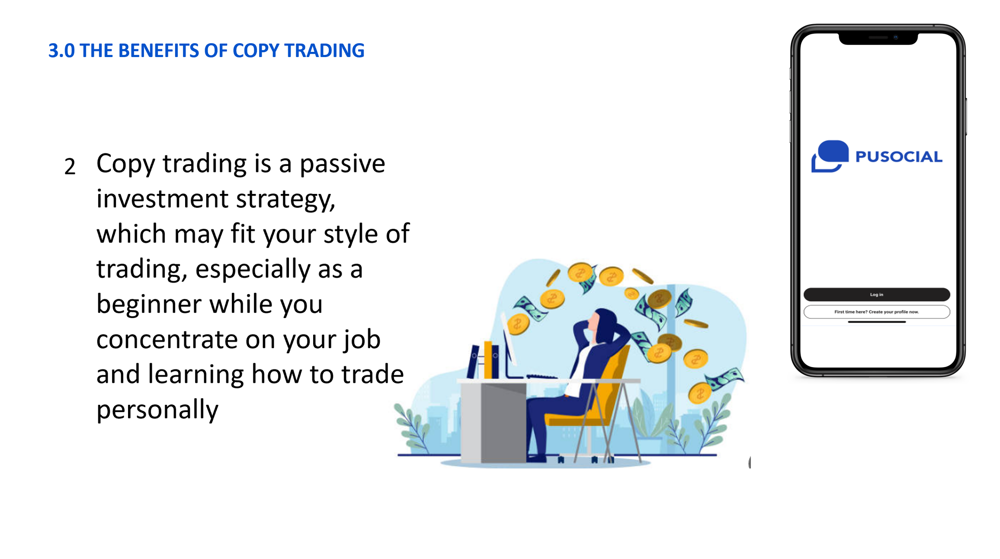 3.0 THE BENEFITS OF COPY TRADING
2 Copy trading is a passive
investment strategy,
which may fit your style of
trading, especially as a
beginner while you
concentrate on your job
and learning how to trade
personally
PUSOCIAL
Log in
First time here? Create your profile now.